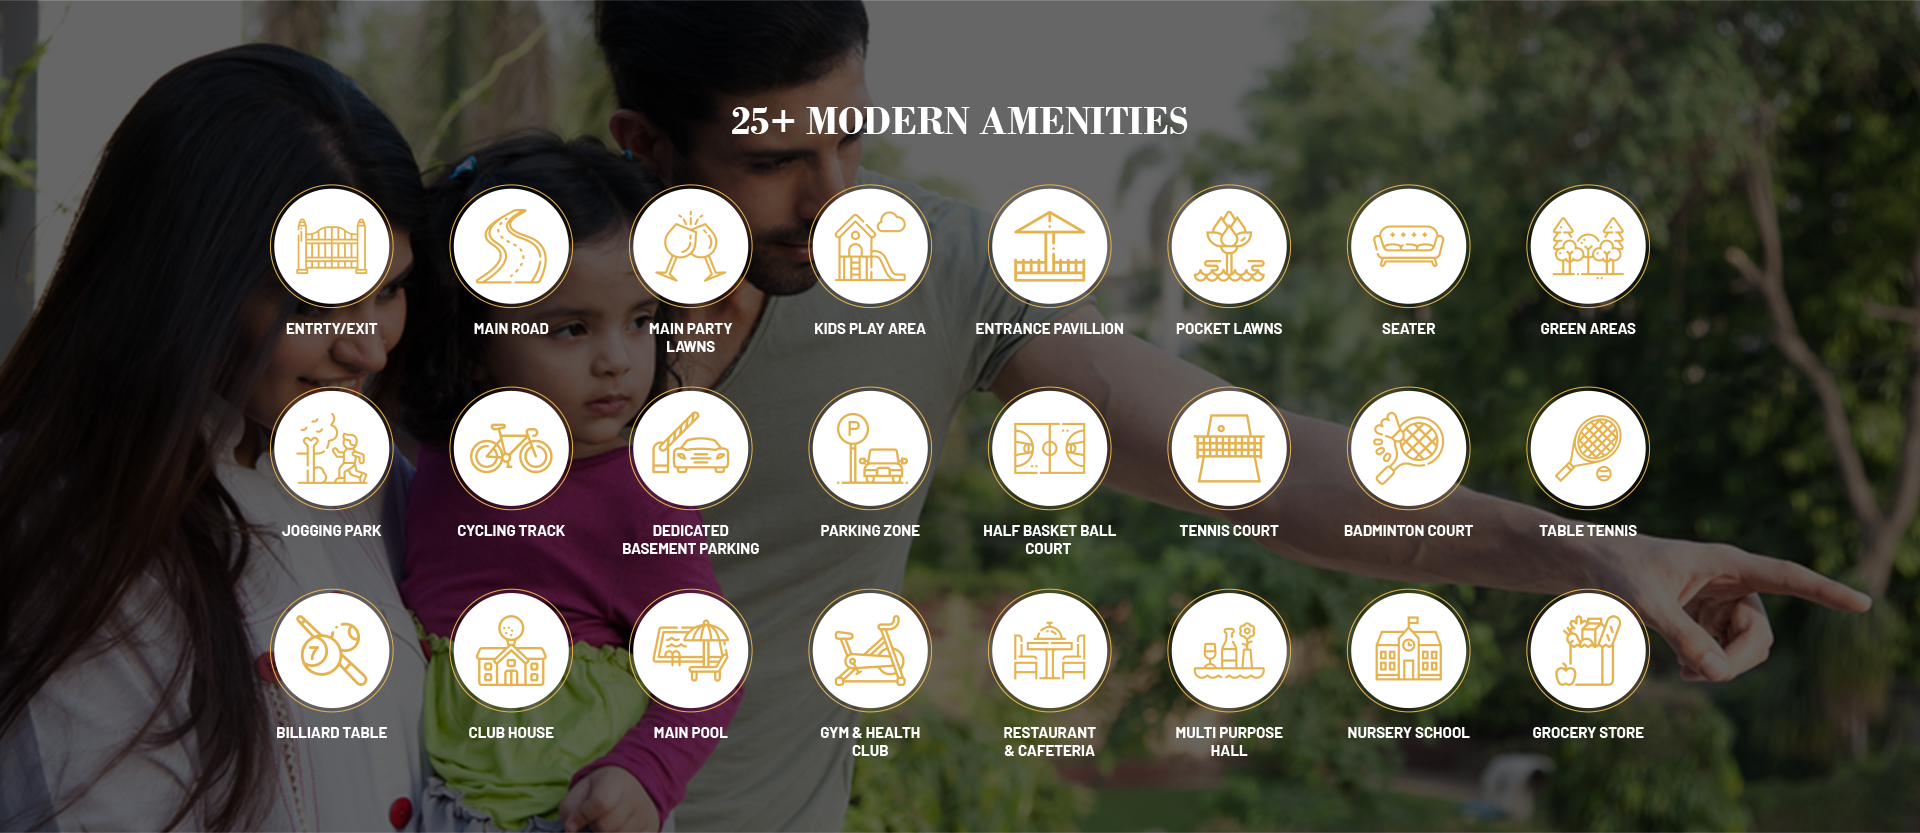 25+ MODERN AMENITIES
ENTRTY/EXIT
MAIN ROAD
MAIN PARTY
LAWNS
KIDS PLAY AREA
ENTRANCE PAVILLION
POCKET LAWNS
SEATER
GREEN AREAS
P
JOGGING PARK
CYCLING TRACK
DEDICATED
BASEMENT PARKING
PARKING ZONE
HALF BASKET BALL
COURT
TENNIS COURT
BADMINTON COURT
TABLE TENNIS
7
BILLIARD TABLE
CLUB HOUSE
MAIN POOL
GYM & HEALTH
CLUB
RESTAURANT
& CAFETERIA
MULTI PURPOSE
HALL
NURSERY SCHOOL
GROCERY STORE